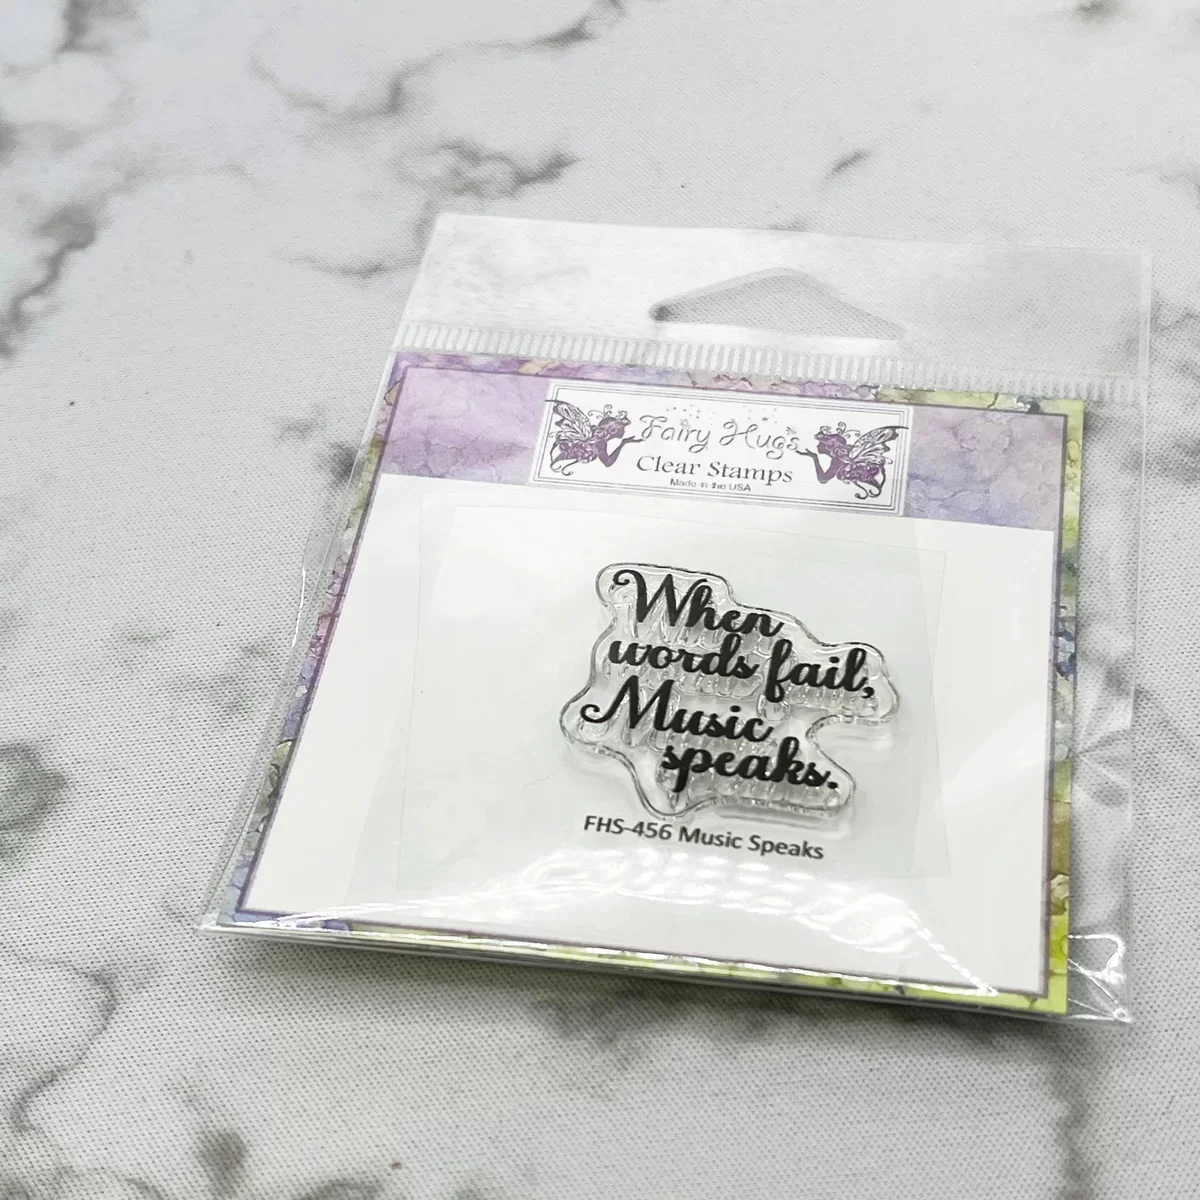 Fairy Hugs
Clear Stamps
Made in the USA
When
words fail,
Music
speaks.
FHS-456 Music Speaks